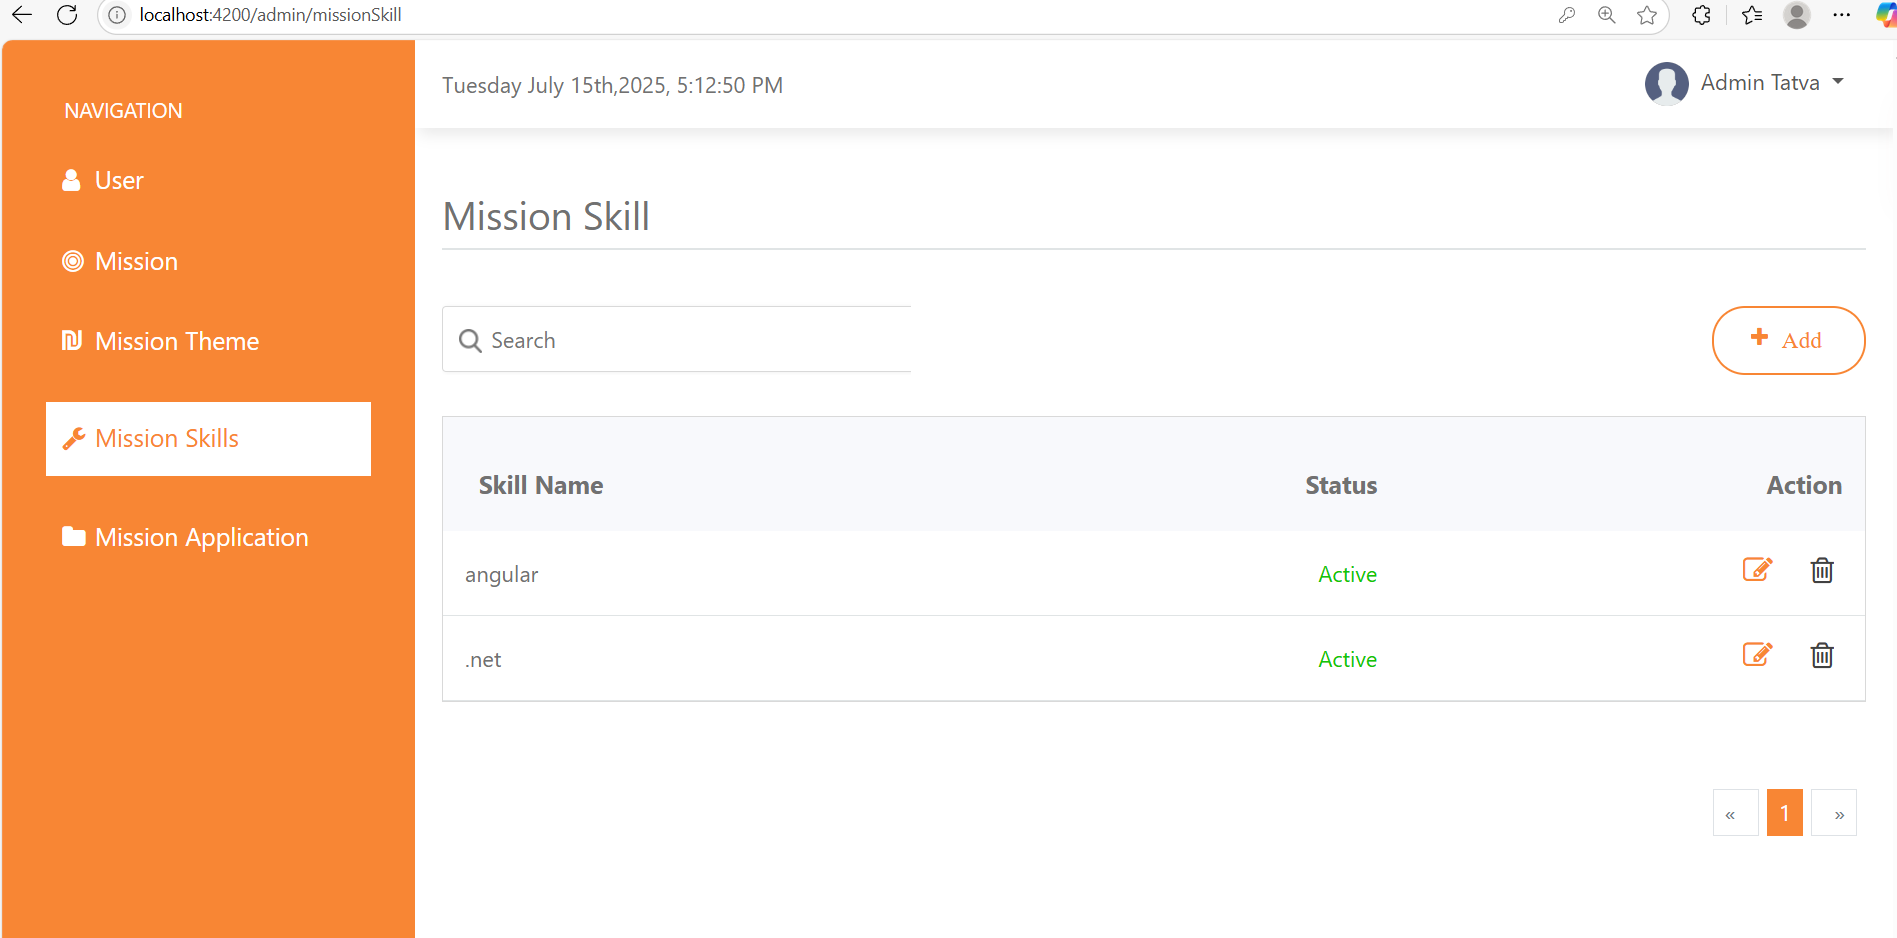 localhost:4200/admin/missionSkill
NAVIGATION
User
Mission
Mission Theme
Mission Skills
Mission Application
Tuesday July 15th,2025, 5:12:50 PM
Admin Tatva
Mission Skill
Search
Add
Skill Name Status Action
angular Active
.net Active
« 1 »